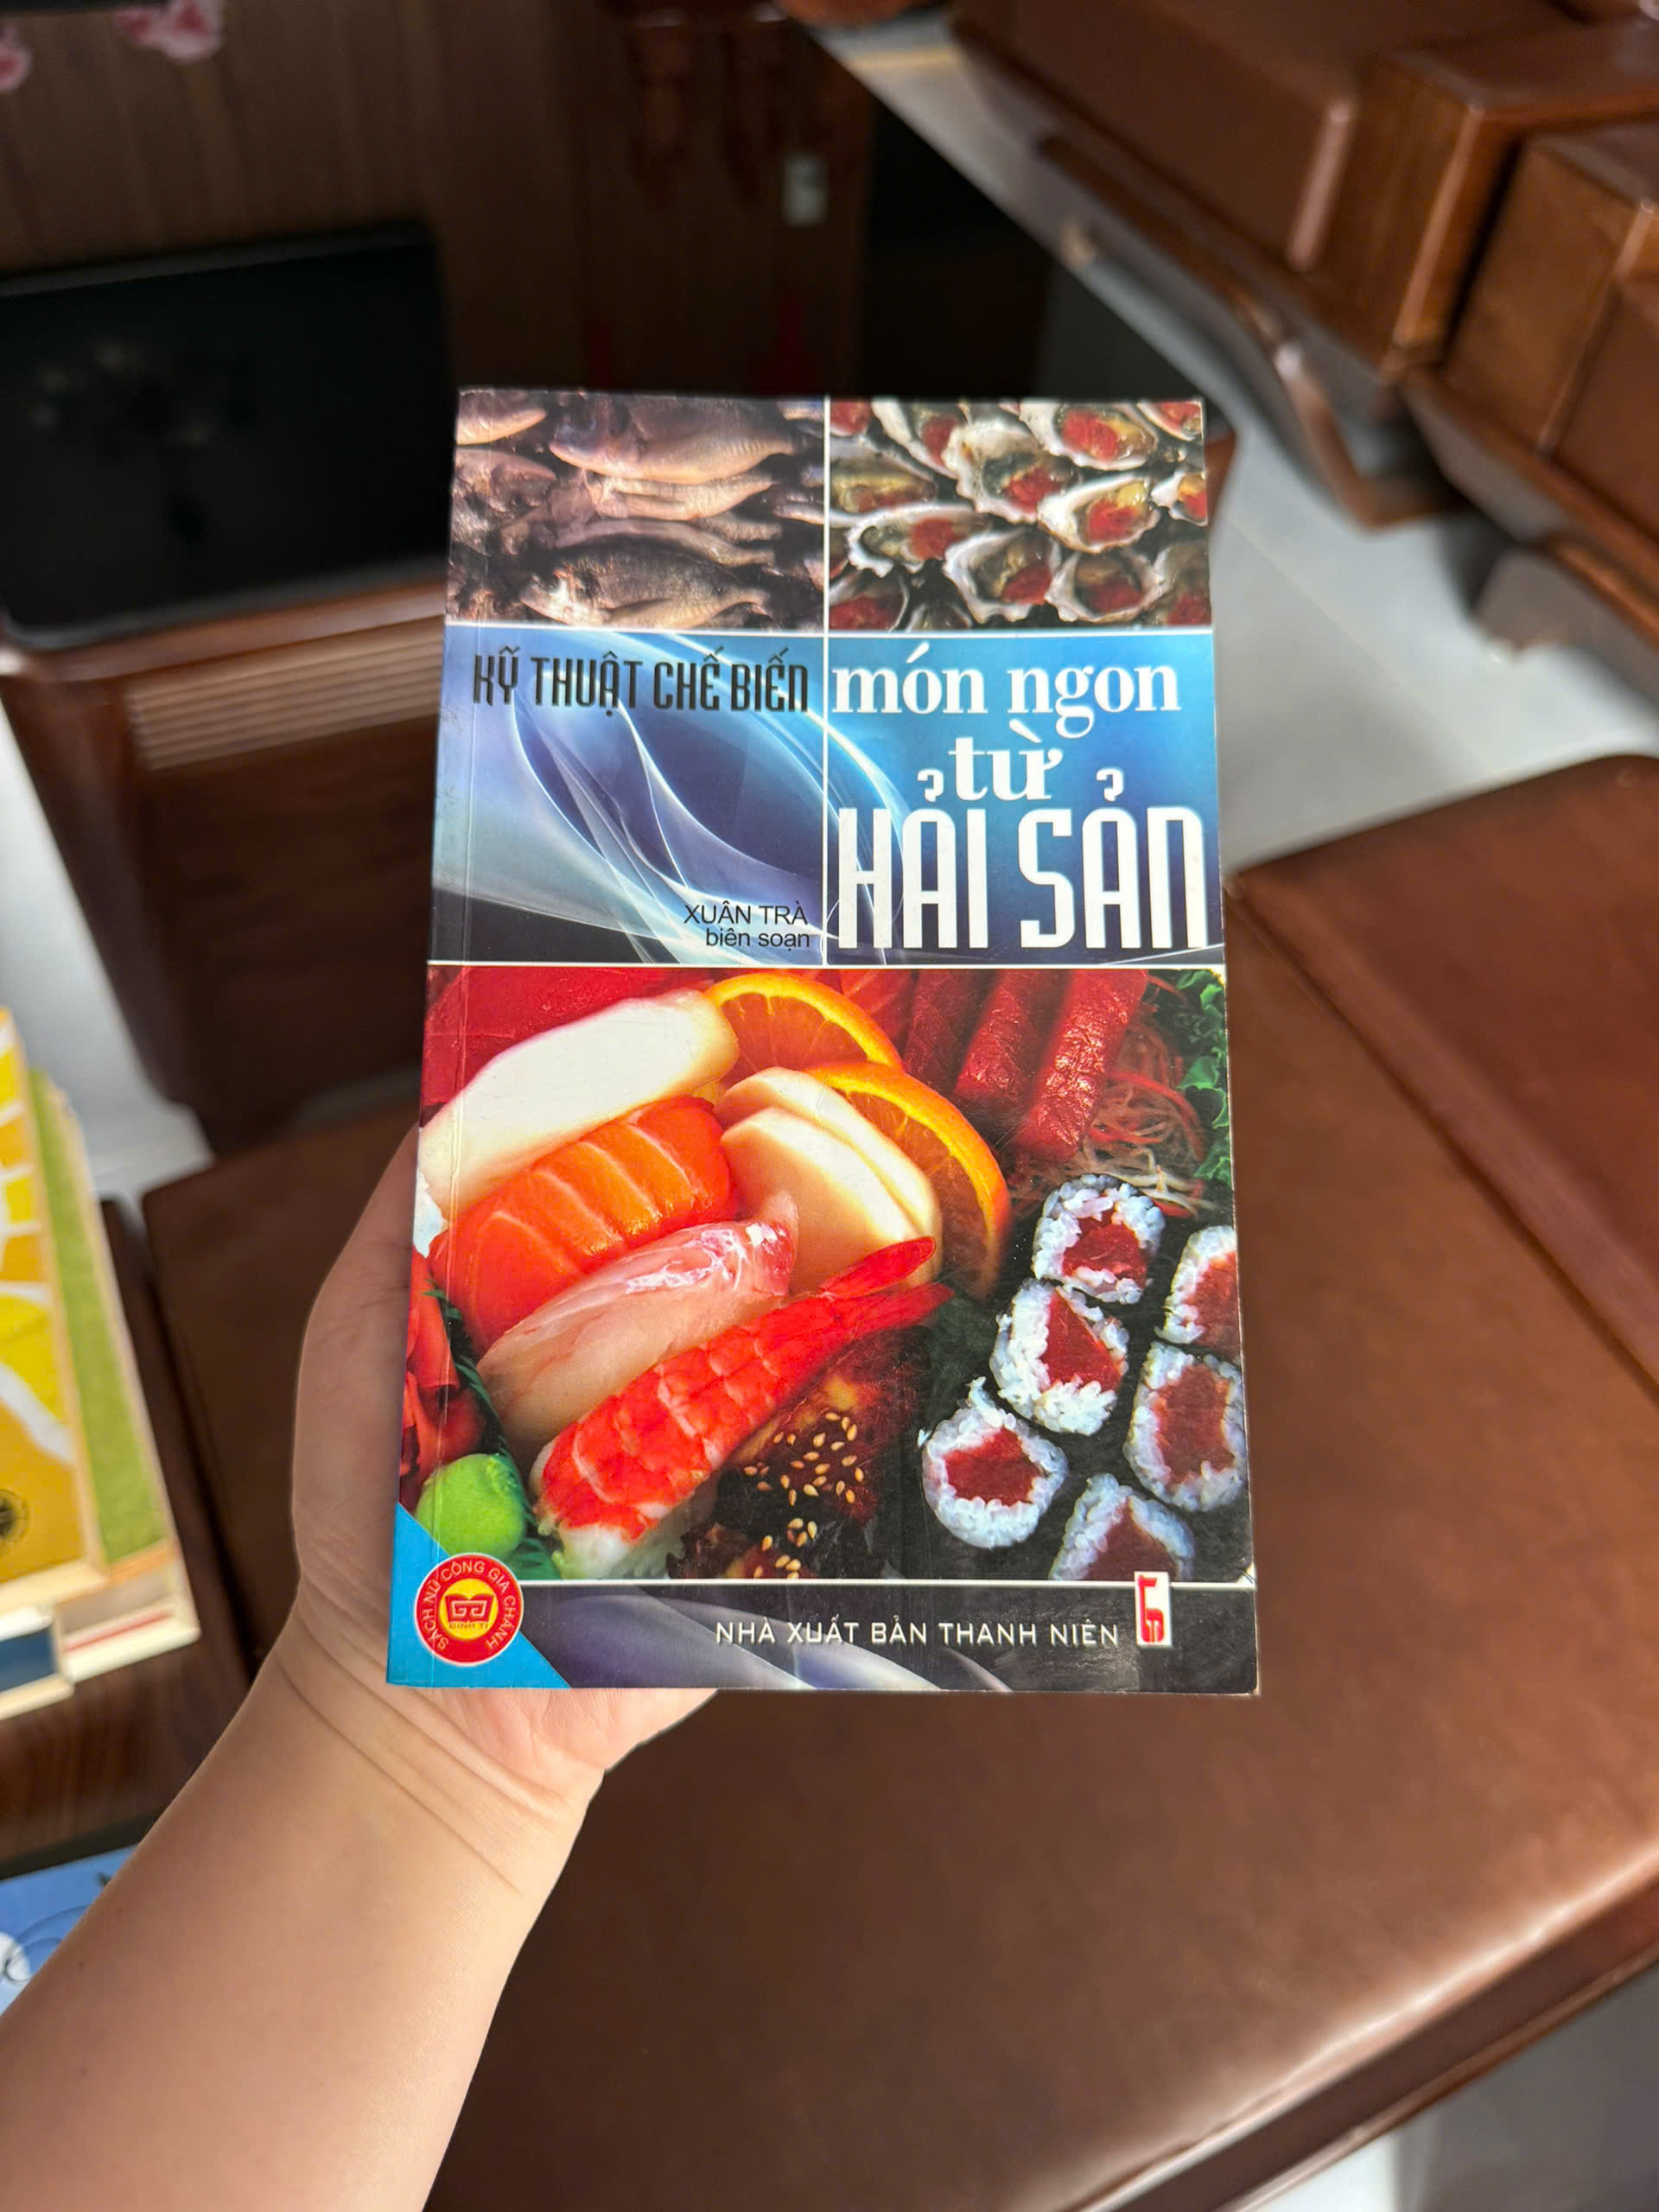 KỸ THUẬT CHẾ BIẾN
món ngon
từ
HẢI SẢN
XUÂN TRÀ
biên soạn
SÁCH NỮ CÔNG GIA CHÁNH
ĐINH TỊ
NHÀ XUẤT BẢN THANH NIÊN